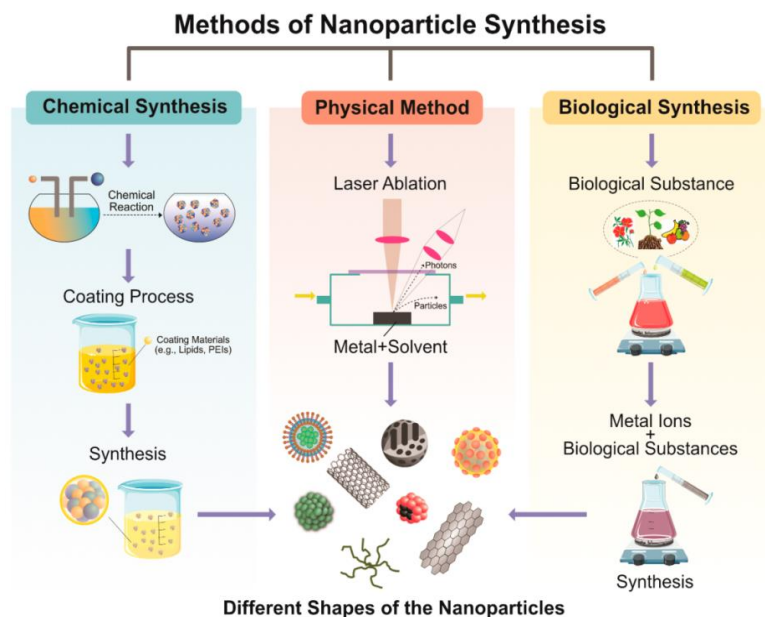 Methods of Nanoparticle Synthesis
Chemical Synthesis
Chemical
Reaction
Coating Process
Coating Materials
(e.g., Lipids, PEIs)
Synthesis
Physical Method
Laser Ablation
Photons
Particles
Metal+Solvent
Biological Synthesis
Biological Substance
Metal Ions
+
Biological Substances
Synthesis
Different Shapes of the Nanoparticles